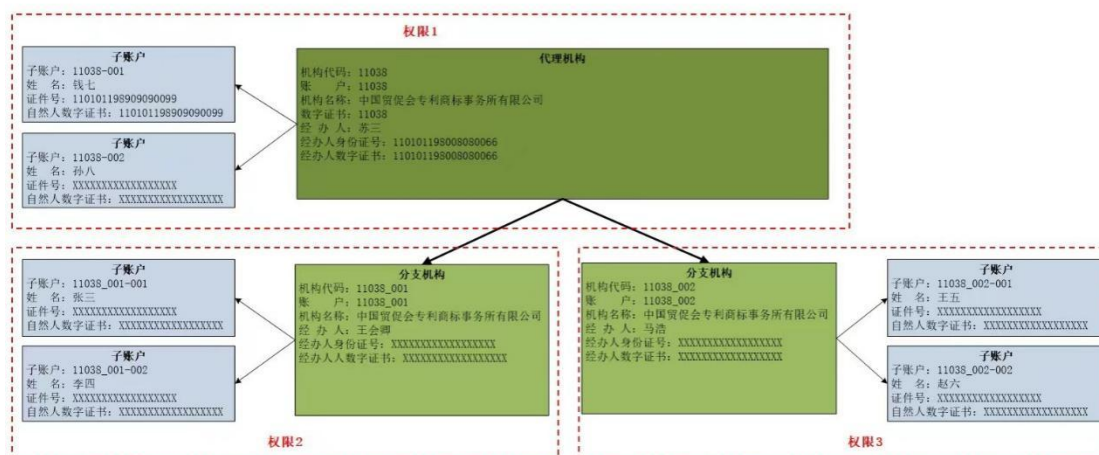 权限1
子账户
子账户：11038-001
姓 名：钱七
证件号：110101198909090099
自然人数字证书：110101198909090099
子账户
子账户：11038-002
姓 名：孙八
证件号：XXXXXXXXXXXXXXXXXX
自然人数字证书：XXXXXXXXXXXXXXXXXX
代理机构
机构代码：11038
账 户：11038
机构名称：中国贸促会专利商标事务所有限公司
数字证书：11038
经 办 人：苏三
经办人身份证号：110101198008080066
经办人数字证书：110101198008080066
子账户
子账户：11038_001-001
姓 名：张三
证件号：XXXXXXXXXXXXXXXXXX
自然人数字证书：XXXXXXXXXXXXXXXXXX
子账户
子账户：11038_001-002
姓 名：李四
证件号：XXXXXXXXXXXXXXXXXX
自然人数字证书：XXXXXXXXXXXXXXXXXX
分支机构
机构代码：11038_001
账 户：11038_001
机构名称：中国贸促会专利商标事务所有限公司
经 办 人：王会卿
经办人身份证号：XXXXXXXXXXXXXXXXXX
经办人人数字证书：XXXXXXXXXXXXXXXXXX
权限2
分支机构
机构代码：11038_002
账 户：11038_002
机构名称：中国贸促会专利商标事务所有限公司
经 办 人：马浩
经办人身份证号：XXXXXXXXXXXXXXXXXX
经办人数字证书：XXXXXXXXXXXXXXXXXX
子账户
子账户：11038_002-001
姓 名：王五
证件号：XXXXXXXXXXXXXXXXXX
自然人数字证书：XXXXXXXXXXXXXXXXXX
子账户
子账户：11038_002-002
姓 名：赵六
证件号：XXXXXXXXXXXXXXXXXX
自然人数字证书：XXXXXXXXXXXXXXXXXX
权限3